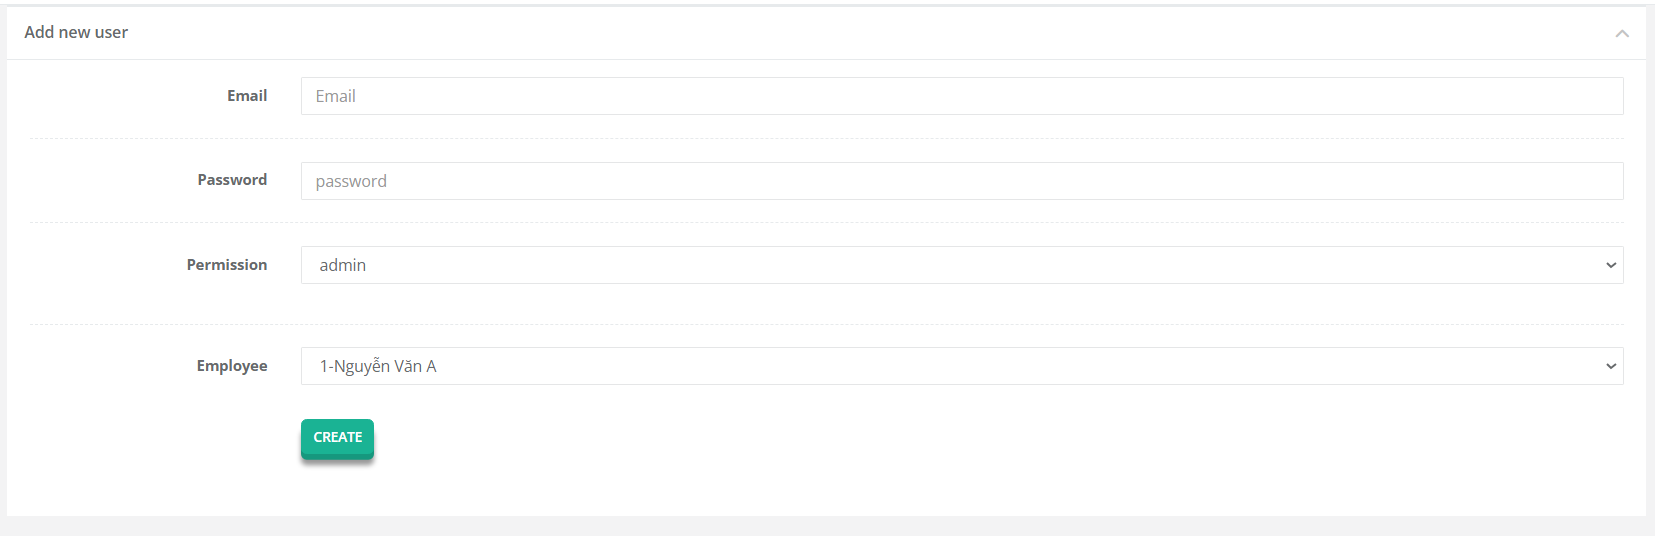 Add new user
Email Email
Password password
Permission admin
Employee 1-Nguyễn Văn A
CREATE